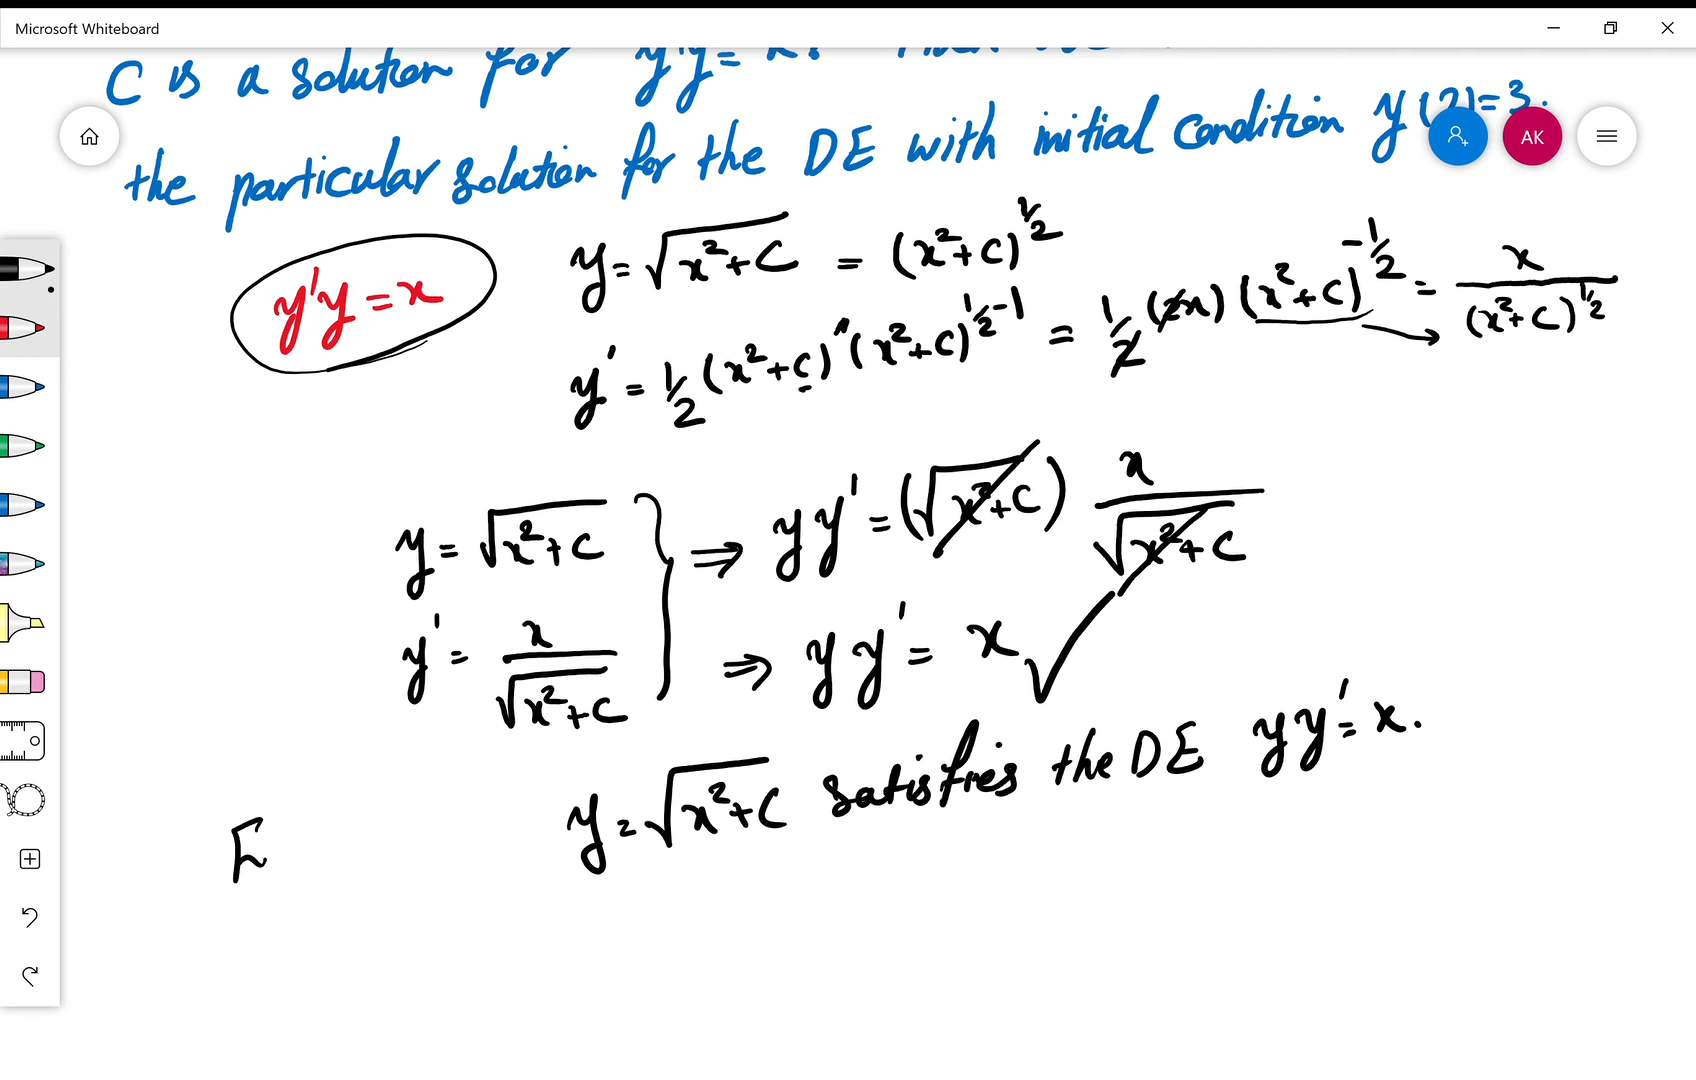 Microsoft Whiteboard
C is a solution for y'y = x.
the particular solution for the DE with initial condition y(2)=3.
AK
y'y = x
y = √(x²+C) = (x²+C)^1/2
y' = 1/2 (x²+C)' (x²+C)^1/2-1 = 1/2 (2x) (x²+C)^-1/2 = x/(x²+C)^1/2
y = √(x²+C) } ⇒ yy' = (√(x²+C)) x/√(x²+C)
y' = x/√(x²+C) ⇒ yy' = x ✓
y = √(x²+C) satisfies the DE yy' = x.